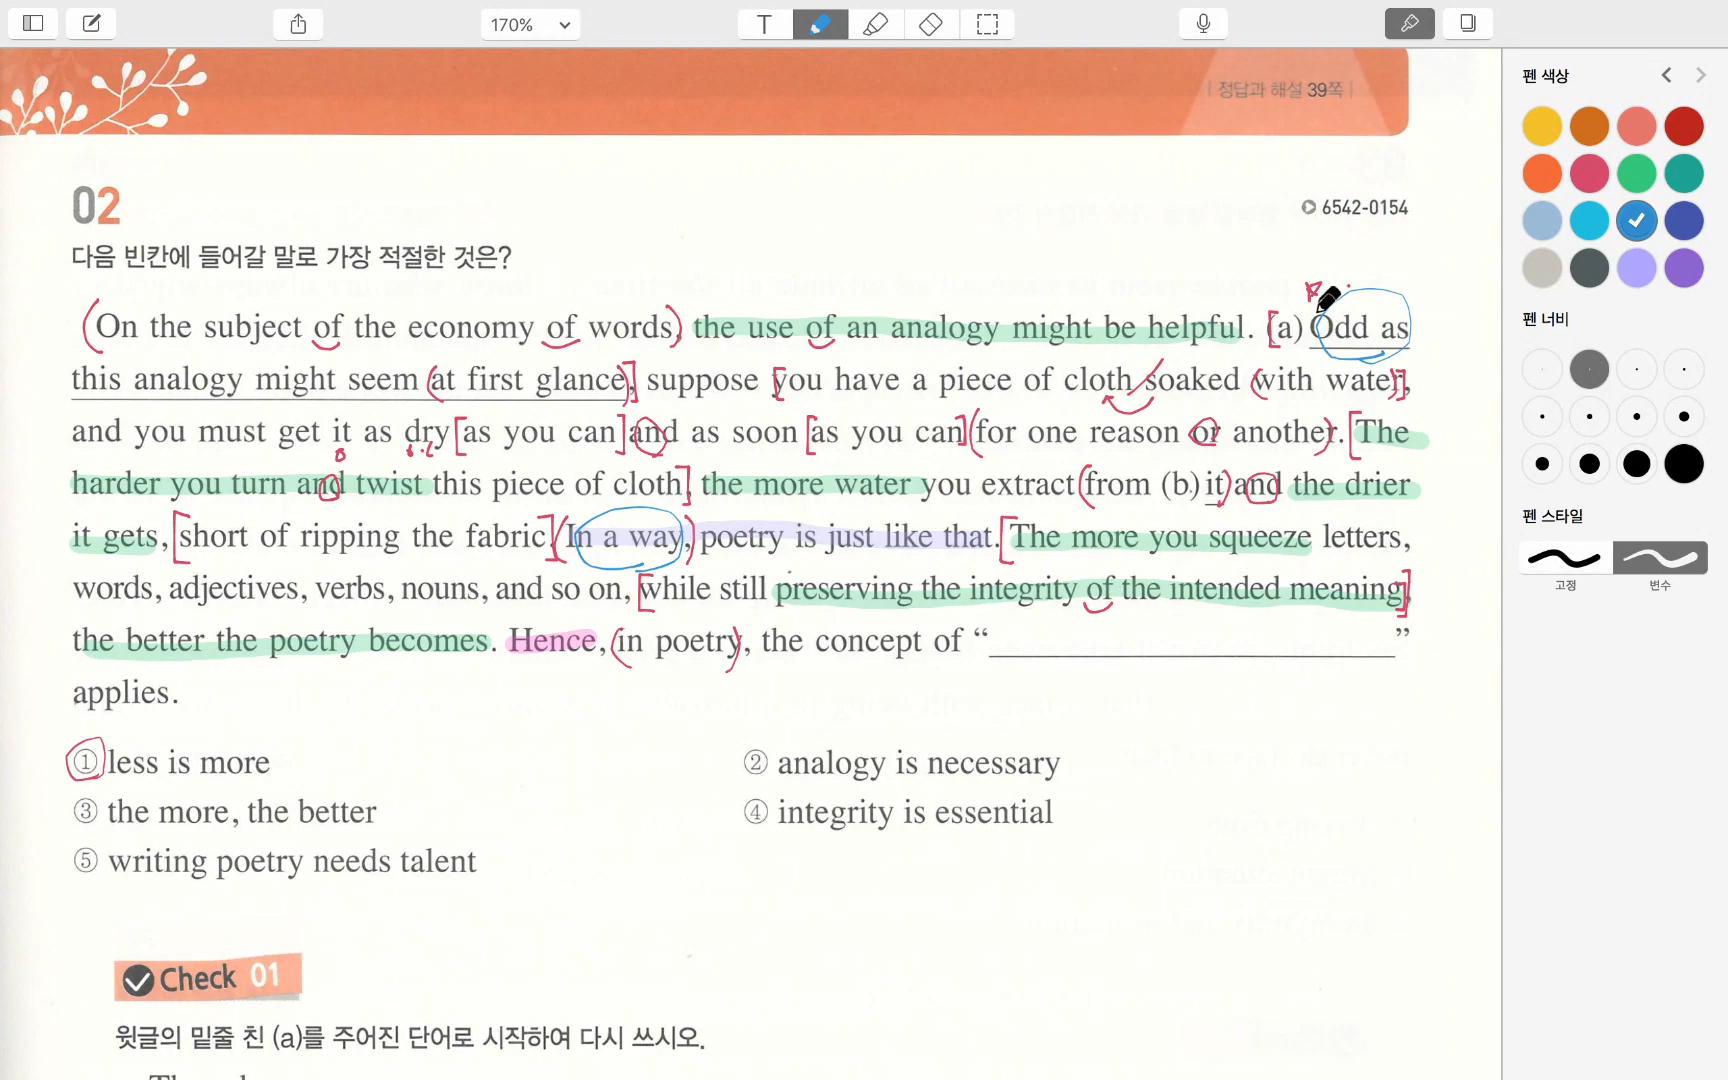 170%
T
펜 색상
| 정답과 해설 39쪽 |
02
6542-0154
다음 빈칸에 들어갈 말로 가장 적절한 것은?
On the subject of the economy of words, the use of an analogy might be helpful. (a) Odd as
this analogy might seem at first glance, suppose you have a piece of cloth soaked with water,
and you must get it as dry as you can and as soon as you can for one reason or another. The
harder you turn and twist this piece of cloth, the more water you extract from (b) it and the drier
it gets, short of ripping the fabric. In a way, poetry is just like that. The more you squeeze letters,
words, adjectives, verbs, nouns, and so on, while still preserving the integrity of the intended meaning,
the better the poetry becomes. Hence, in poetry, the concept of “____________________”
applies.
① less is more
② analogy is necessary
③ the more, the better
④ integrity is essential
⑤ writing poetry needs talent
Check 01
윗글의 밑줄 친 (a)를 주어진 단어로 시작하여 다시 쓰시오.
펜 너비
펜 스타일
고정
변수